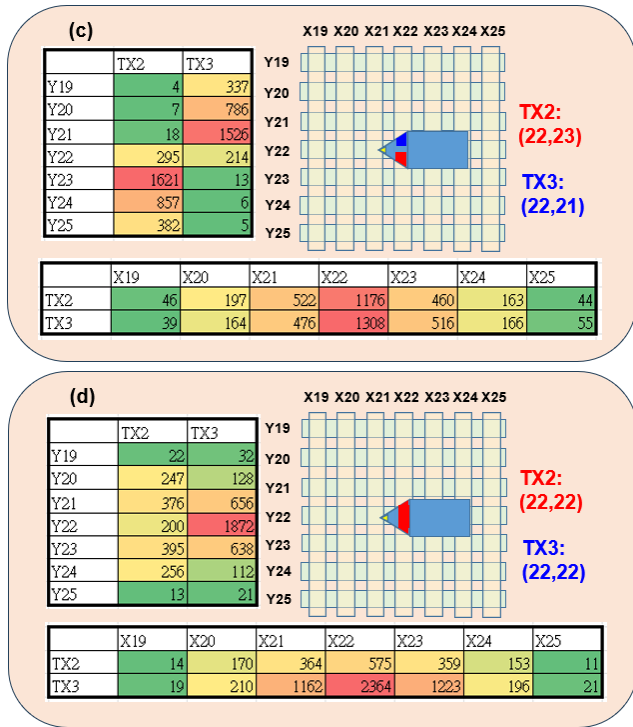 (c)
X19 X20 X21 X22 X23 X24 X25
TX2 TX3
Y19 4 337
Y20 7 786
Y21 18 1526
Y22 295 214
Y23 1621 13
Y24 857 6
Y25 382 5
Y19
Y20
Y21
Y22
Y23
Y24
Y25
TX2:
(22,23)
TX3:
(22,21)
X19 X20 X21 X22 X23 X24 X25
TX2 46 197 522 1176 460 163 44
TX3 39 164 476 1308 516 166 55
(d)
X19 X20 X21 X22 X23 X24 X25
TX2 TX3
Y19 22 32
Y20 247 128
Y21 376 656
Y22 200 1872
Y23 395 638
Y24 256 112
Y25 13 21
Y19
Y20
Y21
Y22
Y23
Y24
Y25
TX2:
(22,22)
TX3:
(22,22)
X19 X20 X21 X22 X23 X24 X25
TX2 14 170 364 575 359 153 11
TX3 19 210 1162 2364 1223 196 21